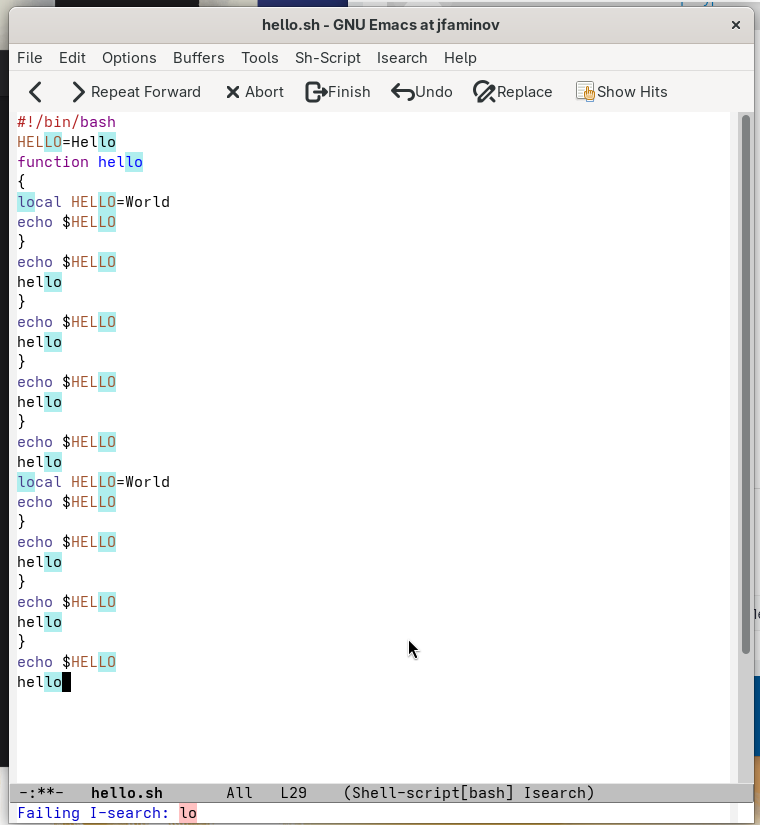 hello.sh - GNU Emacs at jfaminov ×
File Edit Options Buffers Tools Sh-Script Isearch Help
Repeat Forward Abort Finish Undo Replace Show Hits
#!/bin/bash
HELLO=Hello
function hello
{
local HELLO=World
echo $HELLO
}
echo $HELLO
hello
}
echo $HELLO
hello
}
echo $HELLO
hello
}
echo $HELLO
hello
local HELLO=World
echo $HELLO
}
echo $HELLO
hello
}
echo $HELLO
hello
}
echo $HELLO
hello
-:**- hello.sh All L29 (Shell-script[bash] Isearch)
Failing I-search: lo